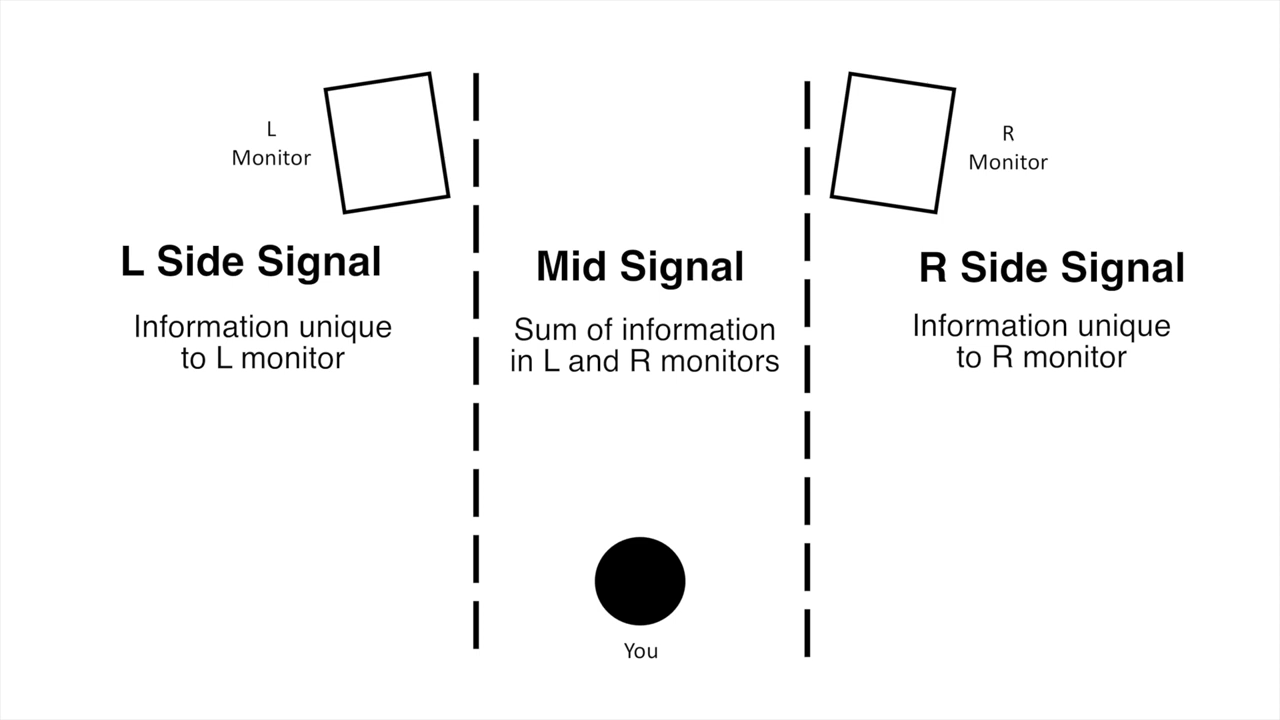 L
Monitor
R
Monitor
L Side Signal
Information unique
to L monitor
Mid Signal
Sum of information
in L and R monitors
R Side Signal
Information unique
to R monitor
You